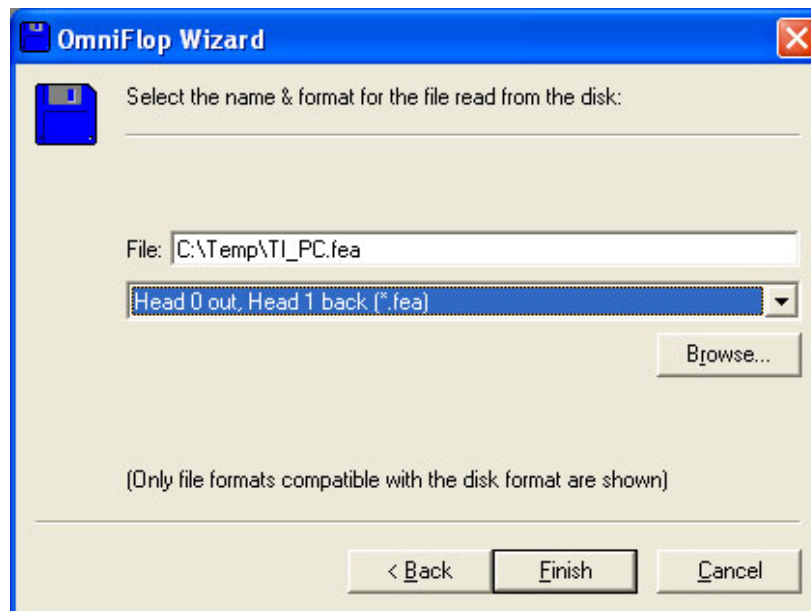 OmniFlop Wizard
Select the name & format for the file read from the disk:
File: C:\Temp\TI_PC.fea
Head 0 out, Head 1 back (*.fea)
Browse...
(Only file formats compatible with the disk format are shown)
< Back Finish Cancel